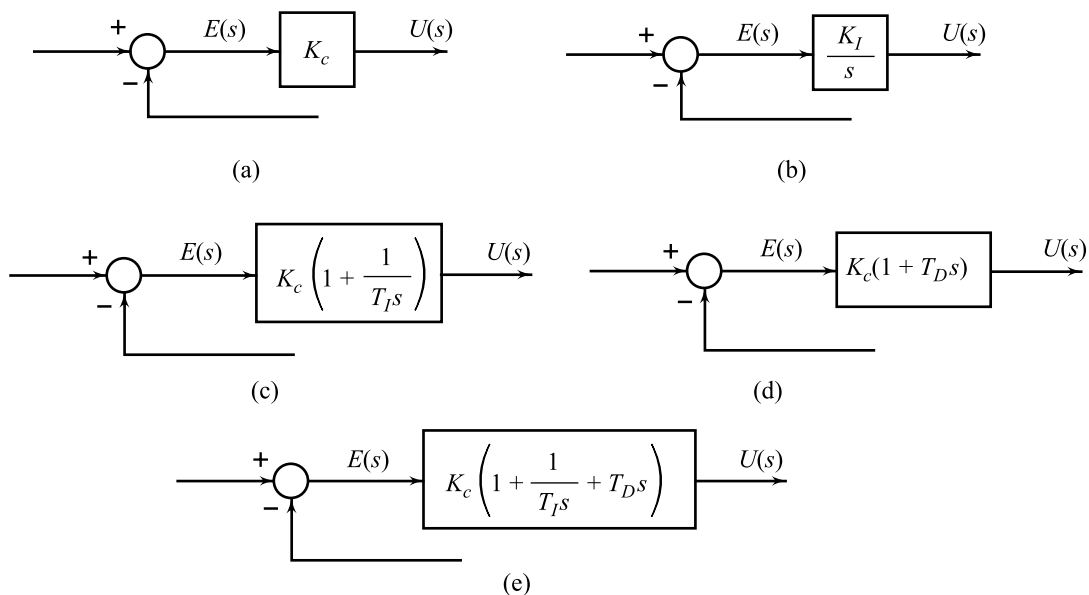 + E(s) K_c U(s)
−
(a)
+ E(s) K_I / s U(s)
−
(b)
+ E(s) K_c (1 + 1 / T_I s) U(s)
−
(c)
+ E(s) K_c(1 + T_D s) U(s)
−
(d)
+ E(s) K_c (1 + 1 / T_I s + T_D s) U(s)
−
(e)